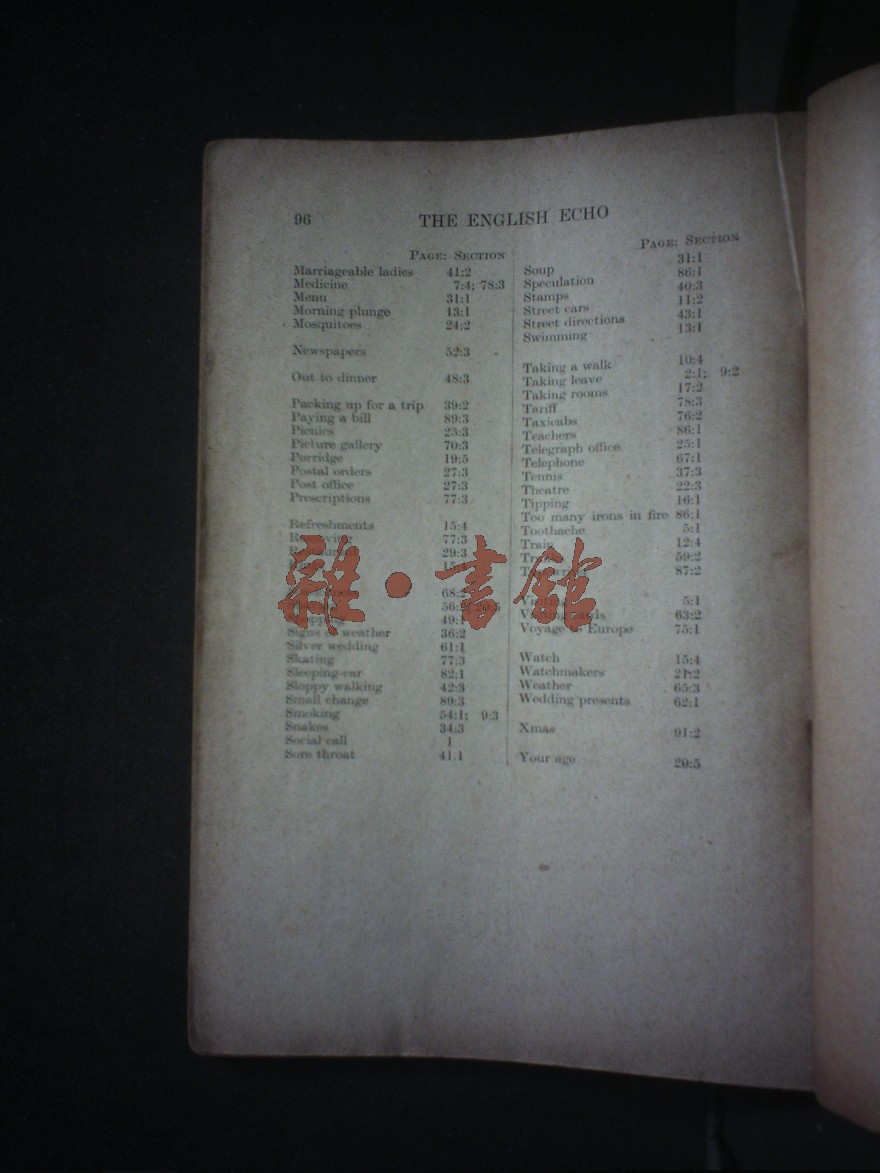 96 THE ENGLISH ECHO
PAGE: SECTION
Marriageable ladies 41:2
Medicine 7:4; 78:3
Menu 31:1
Morning plunge 13:1
Mosquitoes 24:2
Newspapers 52:3
Out to dinner 48:3
Packing up for a trip 39:2
Paying a bill 89:3
Picnics 25:3
Picture gallery 70:3
Porridge 19:5
Postal orders 27:3
Post office 27:3
Prescriptions 77:3
Refreshments 15:4
77:3
29:3
68:2
49:1
Signs of weather 36:2
Silver wedding 61:1
Skating 77:3
Sleeping-car 82:1
Sloppy walking 42:3
Small change 89:3
Smoking 54:1; 9:3
Snakes 34:3
Social call 1
Sore throat 41.1
PAGE: SECTION
Soup 31:1
Speculation 86:1
Stamps 40:3
Street cars 11:2
Street directions 43:1
Swimming 13:1
Taking a walk 10:4
Taking leave 2:1; 9:2
Taking rooms 17:2
Tariff 78:3
Taxicabs 76:2
Teachers 86:1
Telegraph office 25:1
Telephone 67:1
Tennis 37:3
Theatre 22:3
Tipping 16:1
Too many irons in fire 86:1
Toothache 5:1
Train 12:4
59:2
87:2
5:1
63:2
Voyage to Europe 75:1
Watch 15:4
Watchmakers 21:2
Weather 65:3
Wedding presents 62:1
Xmas 91:2
Your age 20:5
雜·書館